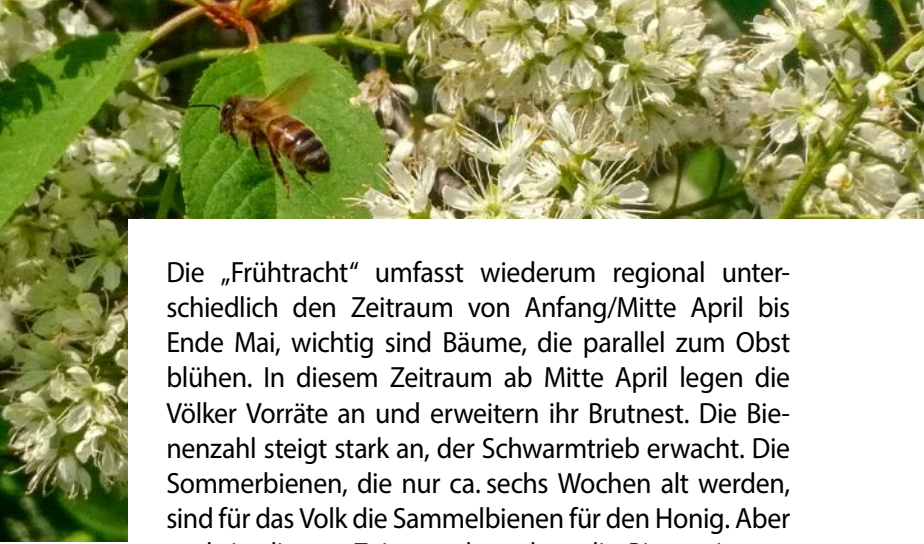 Die „Frühtracht“ umfasst wiederum regional unter-
schiedlich den Zeitraum von Anfang/Mitte April bis
Ende Mai, wichtig sind Bäume, die parallel zum Obst
blühen. In diesem Zeitraum ab Mitte April legen die
Völker Vorräte an und erweitern ihr Brutnest. Die Bie-
nenzahl steigt stark an, der Schwarmtrieb erwacht. Die
Sommerbienen, die nur ca. sechs Wochen alt werden,
sind für das Volk die Sammelbienen für den Honig. Aber